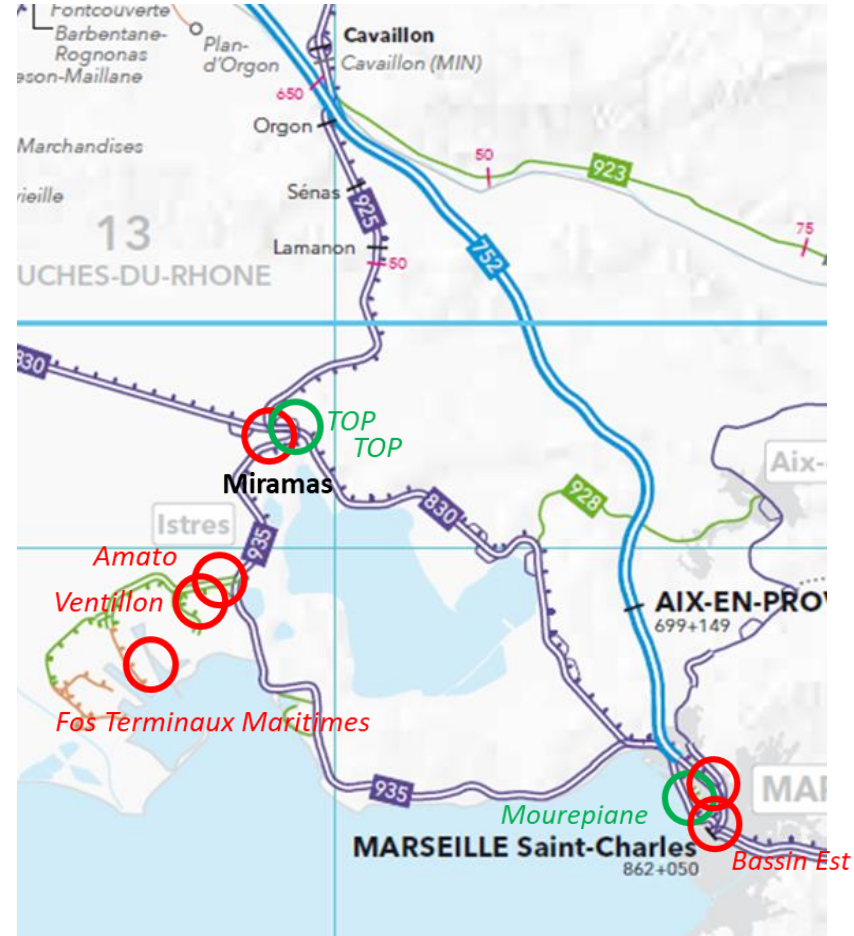 Fontcouverte
Barbentane-
Rognonas
eson-Maillane
Plan-
d'Orgon
Cavaillon
Cavaillon (MIN)
650
Orgon
Marchandises
50
923
Sénas
vieille
925
13
75
Lamanon
752
50
UCHES-DU-RHONE
830
TOP
TOP
Miramas
Aix-
928
830
Istres
935
Amato
Ventillon
AIX-EN-PROV
699+149
Fos Terminaux Maritimes
935
MAR
Mourepiane
MARSEILLE Saint-Charles
862+050
Bassin Est